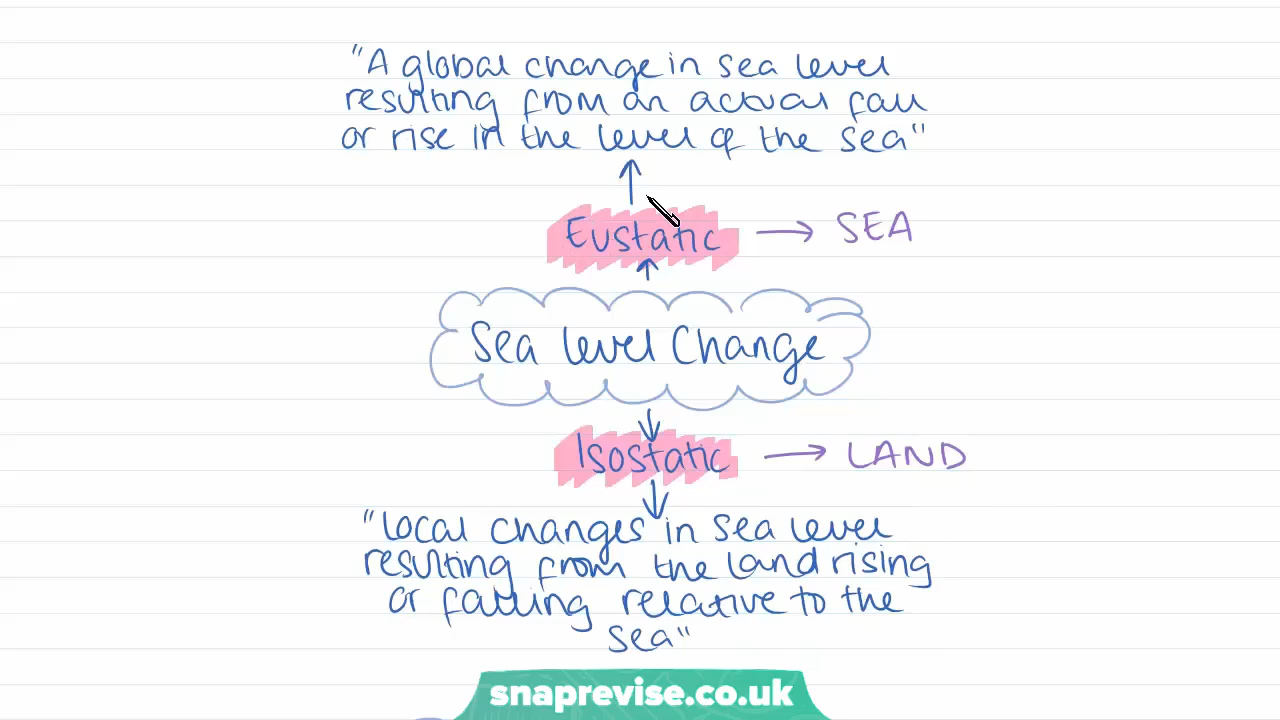 "A global change in sea level
resulting from an actual fall
or rise in the level of the sea"
Eustatic → SEA
Sea level Change
Isostatic → LAND
"Local changes in sea level
resulting from the land rising
or falling relative to the
sea"
snaprevise.co.uk